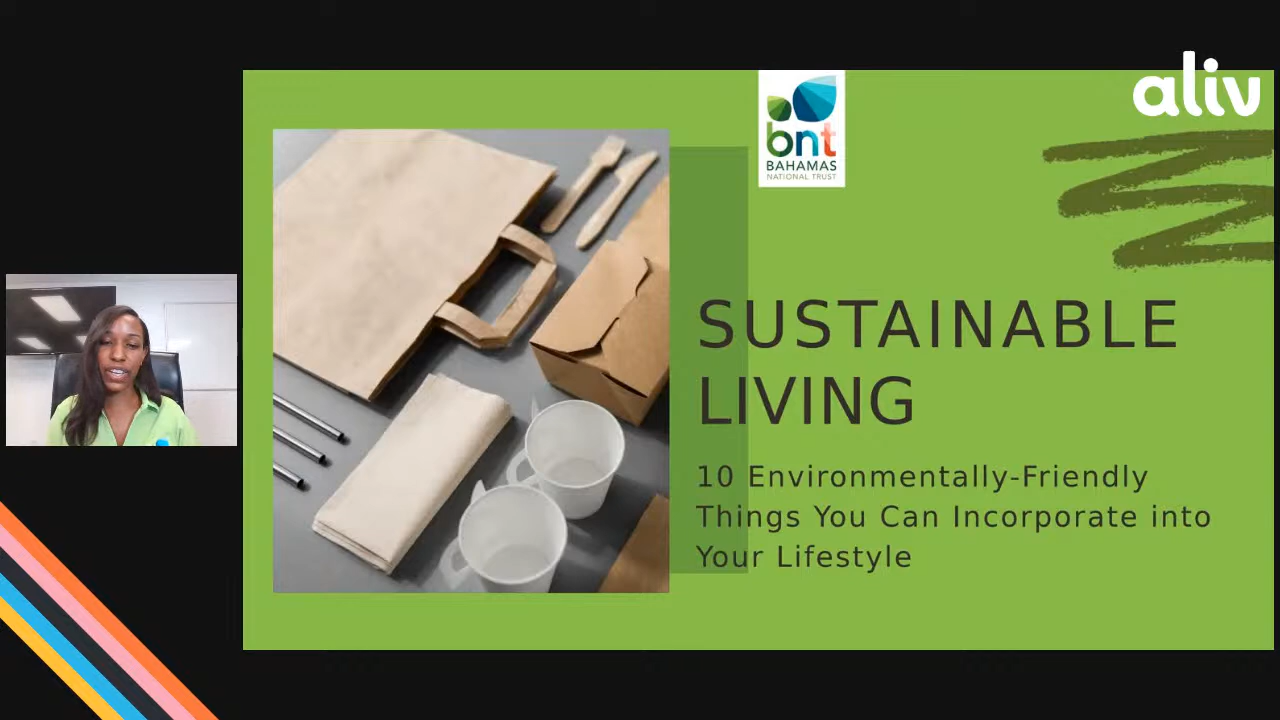 aliv
bnt
BAHAMAS
NATIONAL TRUST
SUSTAINABLE
LIVING
10 Environmentally-Friendly
Things You Can Incorporate into
Your Lifestyle